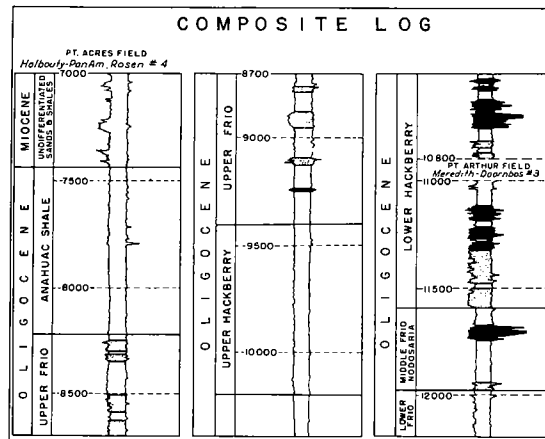 COMPOSITE LOG
PT. ACRES FIELD
Halbouty-PanAm, Rosen #4
7000
MIOCENE
UNDIFFERENTIATED
SANDS & SHALES
7500
OLIGOCENE
ANAHUAC SHALE
8000
UPPER FRIO
8500
8700
OLIGOCENE
UPPER FRIO
9000
9500
UPPER HACKBERRY
10000
OLIGOCENE
LOWER HACKBERRY
10,800
PT. ARTHUR FIELD
Meredith-Doornbos #3
11000
11500
MIDDLE FRIO
NODOSARIA
LOWER
FRIO
12000